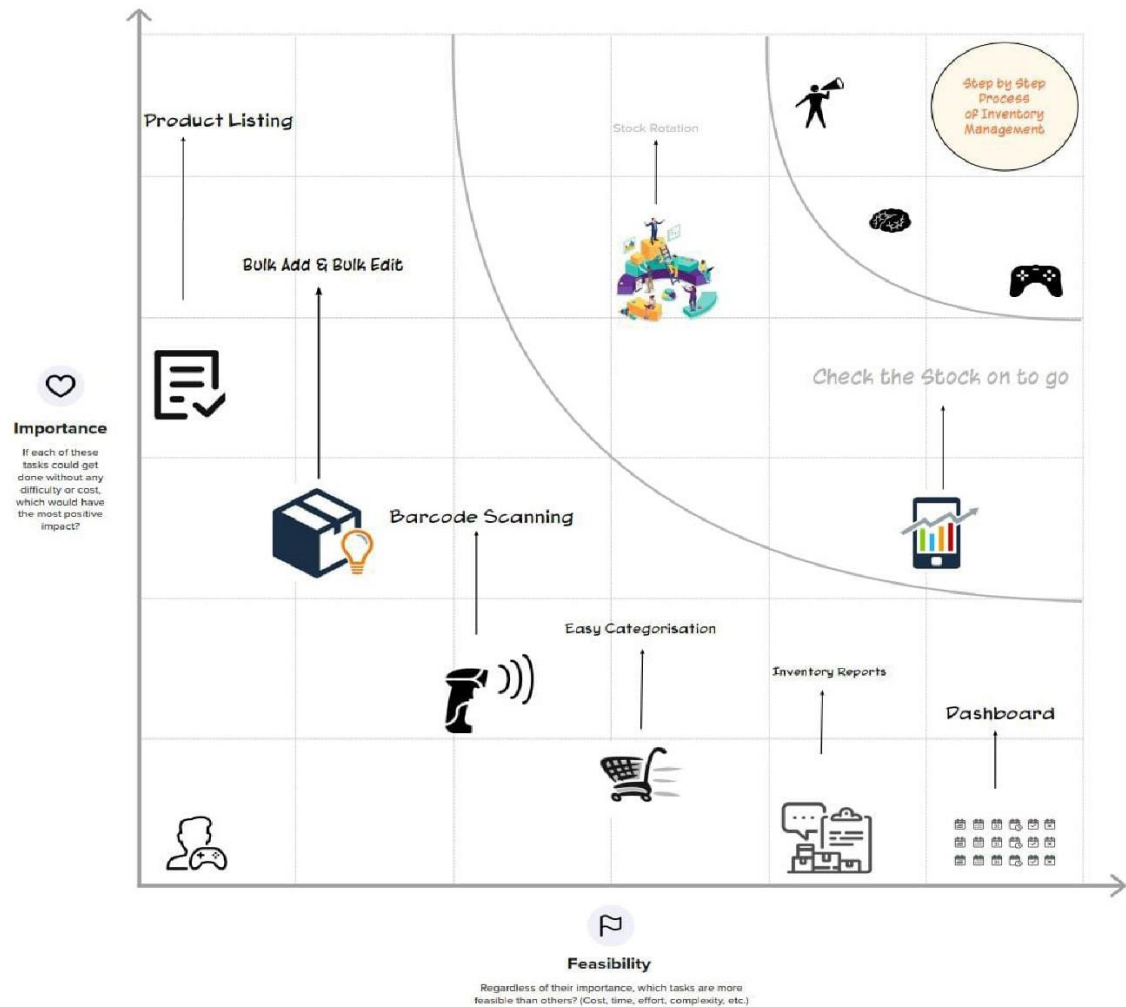 Step by Step
Process
of Inventory
Management
Product Listing
Stock Rotation
Bulk Add & Bulk Edit
Check the Stock on to go
Importance
If each of these
tasks could get
done without any
difficulty or cost,
which would have
the most positive
impact?
Barcode Scanning
Easy Categorisation
Inventory Reports
Dashboard
Feasibility
Regardless of their importance, which tasks are more
feasible than others? (Cost, time, effort, complexity, etc.)